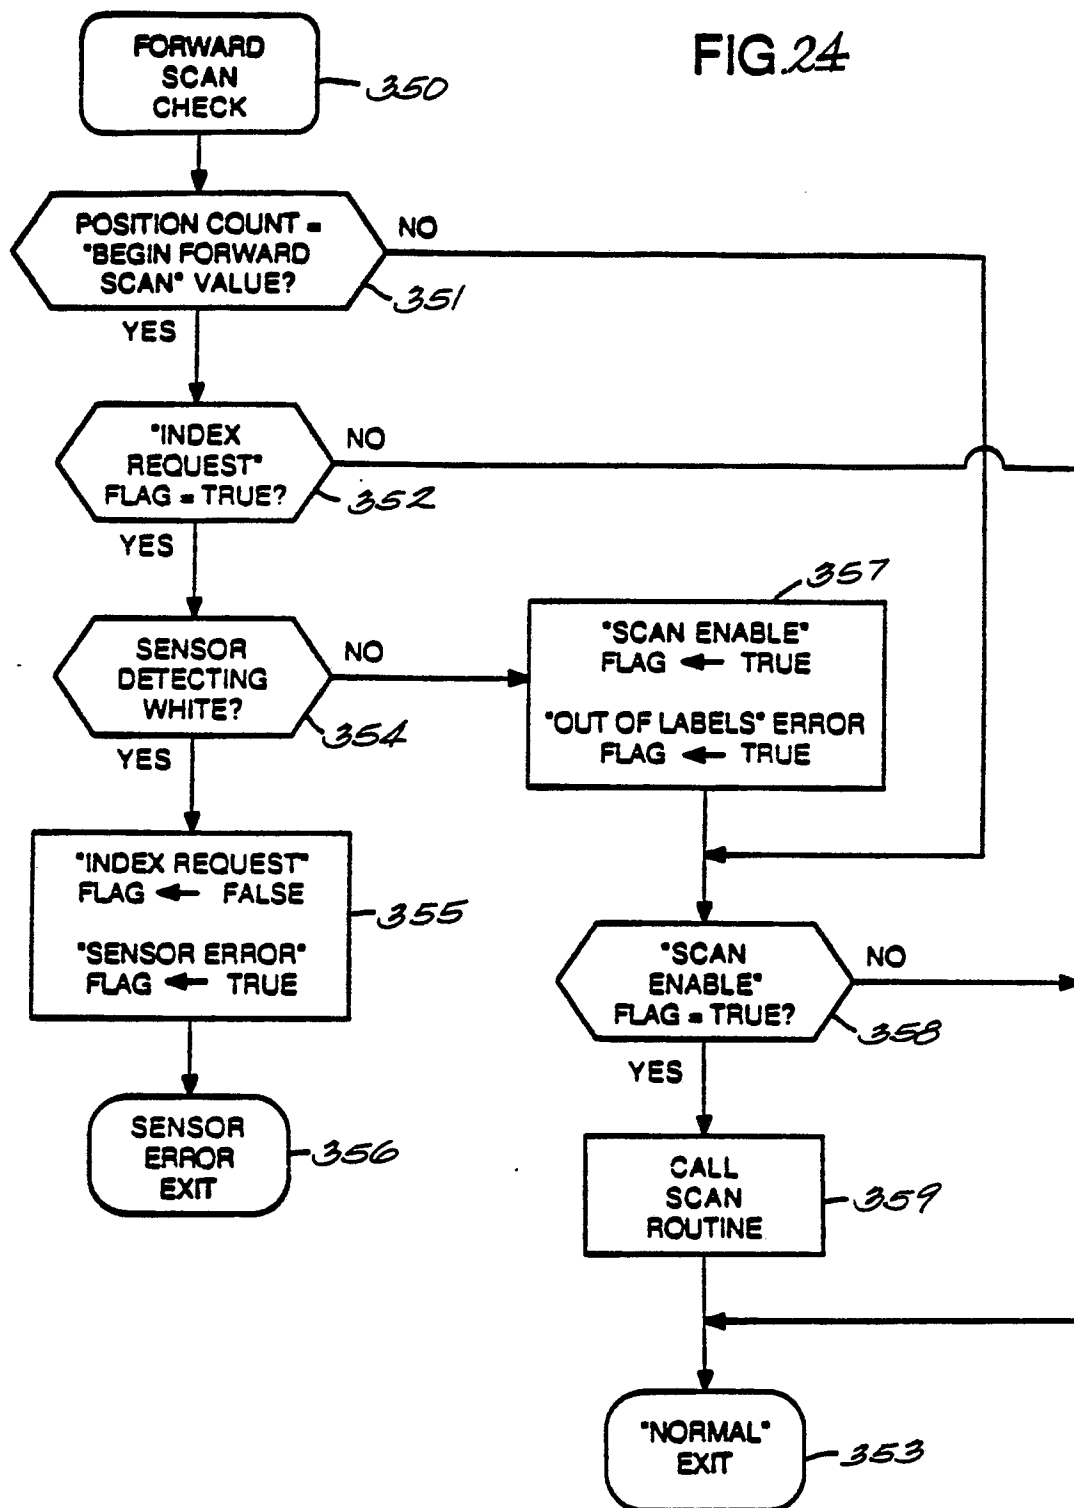 FIG. 24
FORWARD
SCAN
CHECK
350
POSITION COUNT =
"BEGIN FORWARD
SCAN" VALUE?
NO
351
YES
"INDEX
REQUEST"
FLAG = TRUE?
NO
352
YES
SENSOR
DETECTING
WHITE?
NO
354
YES
357
"SCAN ENABLE"
FLAG ← TRUE
"OUT OF LABELS" ERROR
FLAG ← TRUE
"INDEX REQUEST"
FLAG ← FALSE
"SENSOR ERROR"
FLAG ← TRUE
355
SENSOR
ERROR
EXIT
356
"SCAN
ENABLE"
FLAG = TRUE?
NO
358
YES
CALL
SCAN
ROUTINE
359
"NORMAL"
EXIT
353